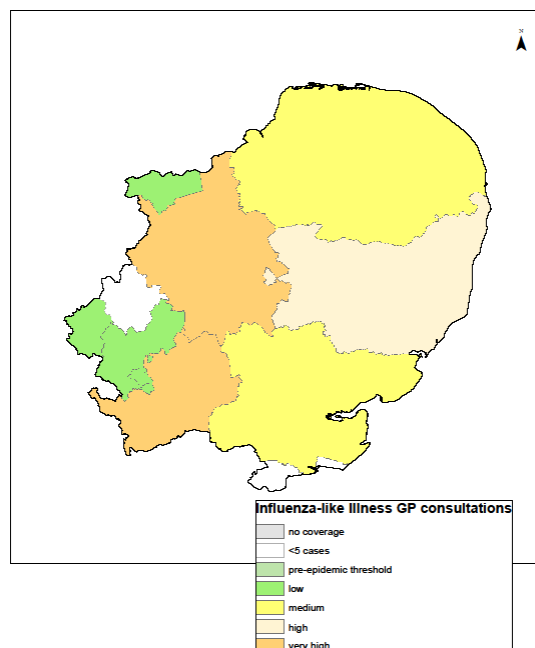 N
Influenza-like Illness GP consultations
no coverage
<5 cases
pre-epidemic threshold
low
medium
high
very high